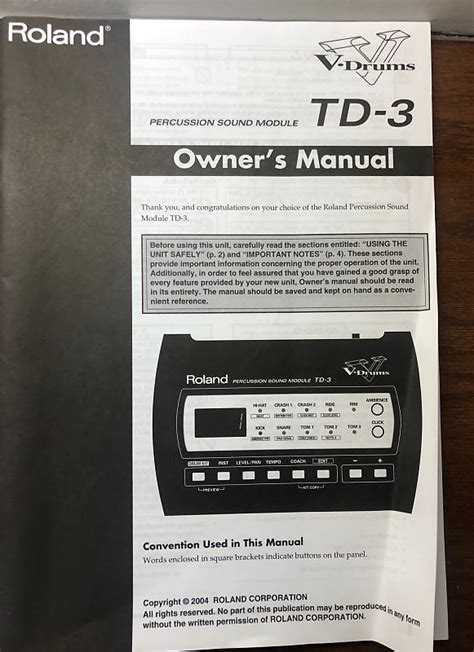 Roland®
V-Drums
PERCUSSION SOUND MODULE TD-3
Owner's Manual
Thank you, and congratulations on your choice of the Roland Percussion Sound
Module TD-3.
Before using this unit, carefully read the sections entitled: "USING THE
UNIT SAFELY" (p. 2) and "IMPORTANT NOTES" (p. 4). These sections
provide important information concerning the proper operation of the unit.
Additionally, in order to feel assured that you have gained a good grasp of
every feature provided by your new unit, Owner's manual should be read
in its entirety. The manual should be saved and kept on hand as a conve-
nient reference.
V-Drums
Roland PERCUSSION SOUND MODULE TD-3
HI-HAT CRASH 1 CRASH 2 RIDE RIM AMBIENCE
KICK SNARE TOM 1 TOM 2 TOM 3 CLICK
DRUM KIT INST LEVEL/PAN TEMPO COACH EDIT − +
PREVIEW KIT COPY
Convention Used in This Manual
Words enclosed in square brackets indicate buttons on the panel.
Copyright © 2004 ROLAND CORPORATION
All rights reserved. No part of this publication may be reproduced in any form
without the written permission of ROLAND CORPORATION.